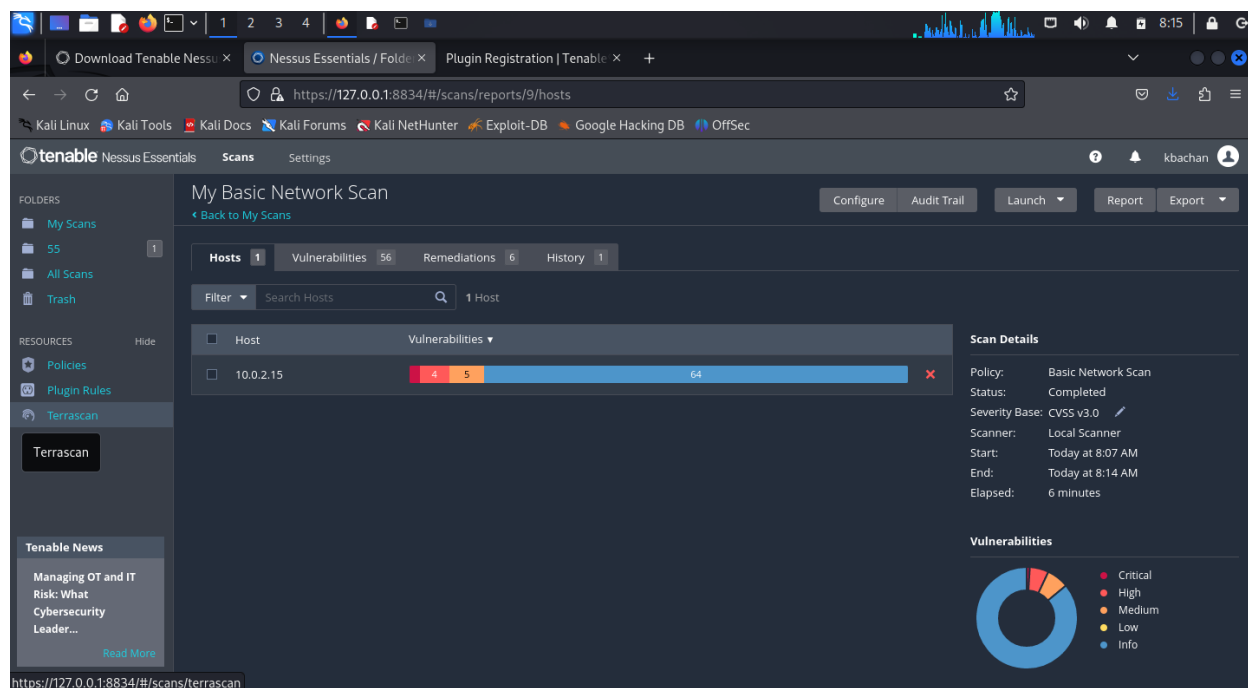 1 2 3 4 8:15
Download Tenable Nessu × Nessus Essentials / Folde × Plugin Registration | Tenable × +
https://127.0.0.1:8834/#/scans/reports/9/hosts
Kali Linux Kali Tools Kali Docs Kali Forums Kali NetHunter Exploit-DB Google Hacking DB OffSec
tenable Nessus Essentials Scans Settings kbachan
FOLDERS
My Scans
55 1
All Scans
Trash
RESOURCES Hide
Policies
Plugin Rules
Terrascan
Terrascan
Tenable News
Managing OT and IT
Risk: What
Cybersecurity
Leader...
Read More
https://127.0.0.1:8834/#/scans/terrascan
My Basic Network Scan
Back to My Scans
Configure Audit Trail Launch Report Export
Hosts 1 Vulnerabilities 56 Remediations 6 History 1
Filter Search Hosts 1 Host
Host Vulnerabilities
10.0.2.15 4 5 64
Scan Details
Policy: Basic Network Scan
Status: Completed
Severity Base: CVSS v3.0
Scanner: Local Scanner
Start: Today at 8:07 AM
End: Today at 8:14 AM
Elapsed: 6 minutes
Vulnerabilities
Critical
High
Medium
Low
Info